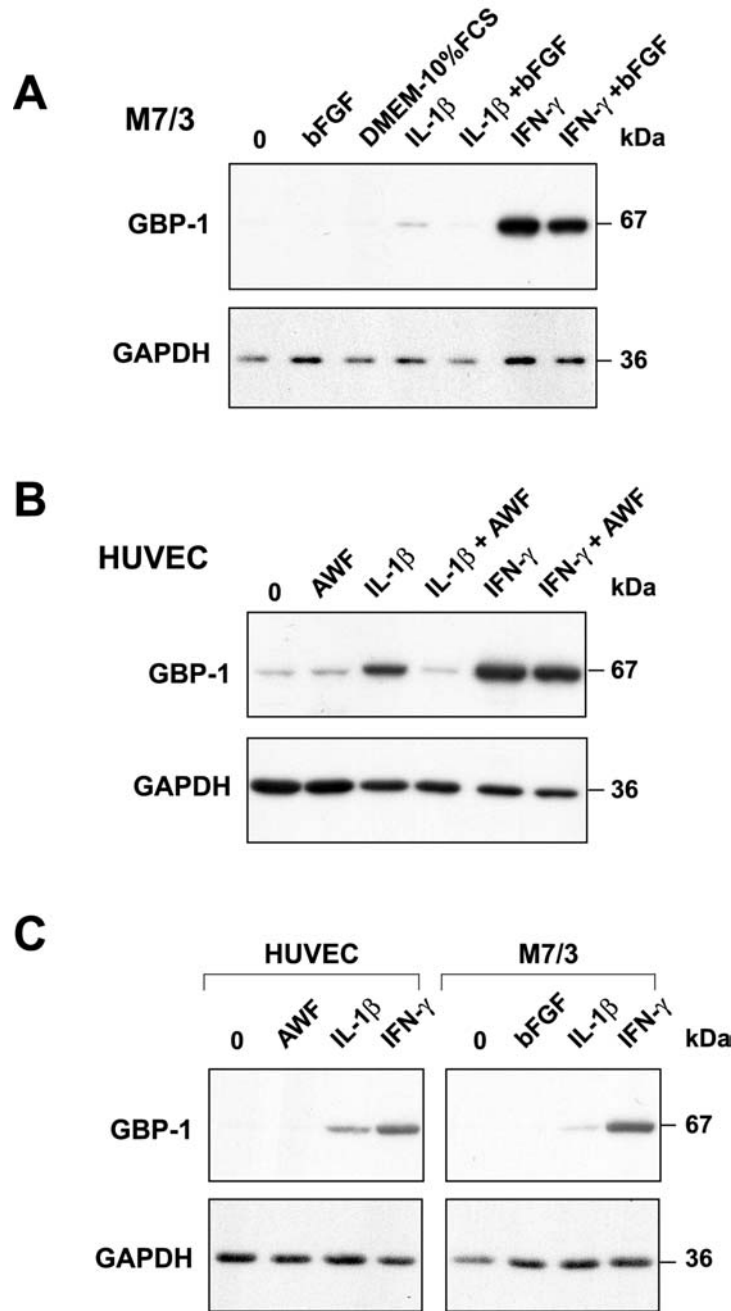 A
M7/3
0 bFGF DMEM-10%FCS IL-1β IL-1β+bFGF IFN-γ IFN-γ+bFGF kDa
GBP-1 67
GAPDH 36
B
HUVEC
0 AWF IL-1β IL-1β + AWF IFN-γ IFN-γ + AWF kDa
GBP-1 67
GAPDH 36
C
HUVEC M7/3
0 AWF IL-1β IFN-γ 0 bFGF IL-1β IFN-γ kDa
GBP-1 67
GAPDH 36